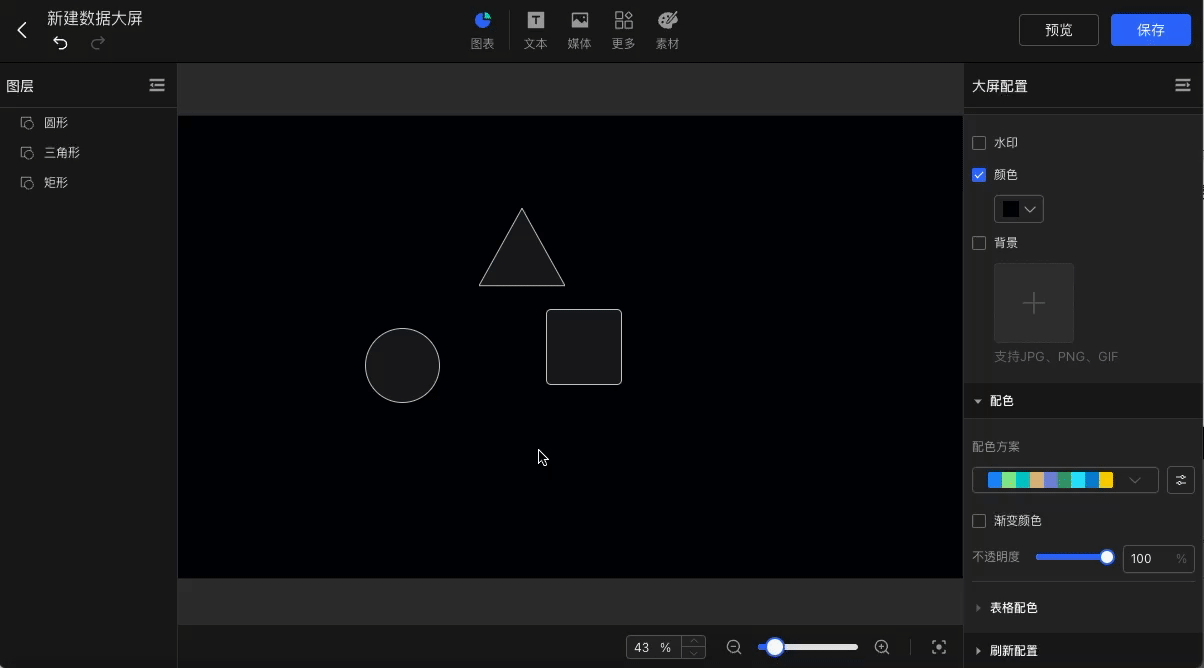 新建数据大屏
图表
文本
媒体
更多
素材
预览
保存
图层
圆形
三角形
矩形
大屏配置
水印
颜色
背景
支持JPG、PNG、GIF
配色
配色方案
渐变颜色
不透明度
100 %
表格配色
刷新配置
43 %